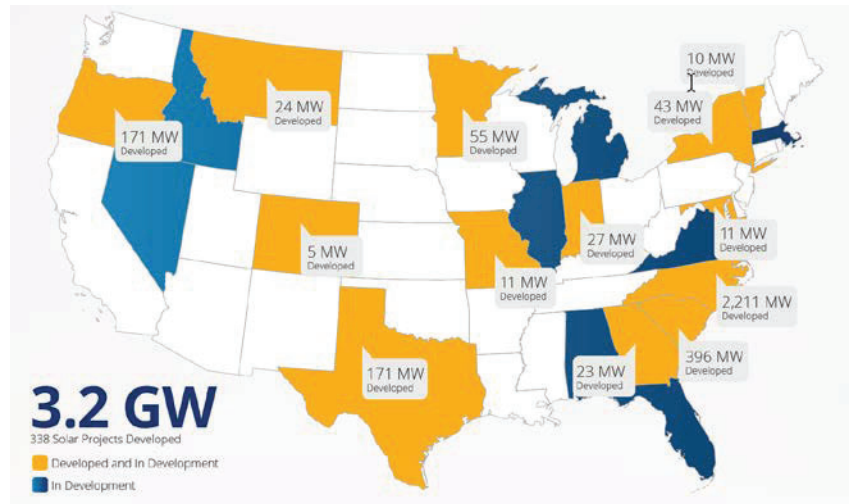 10 MW
Developed
43 MW
Developed
24 MW
Developed
171 MW
Developed
55 MW
Developed
11 MW
Developed
27 MW
Developed
5 MW
Developed
11 MW
Developed
2,211 MW
Developed
171 MW
Developed
23 MW
Developed
396 MW
Developed
3.2 GW
338 Solar Projects Developed
Developed and In Development
In Development